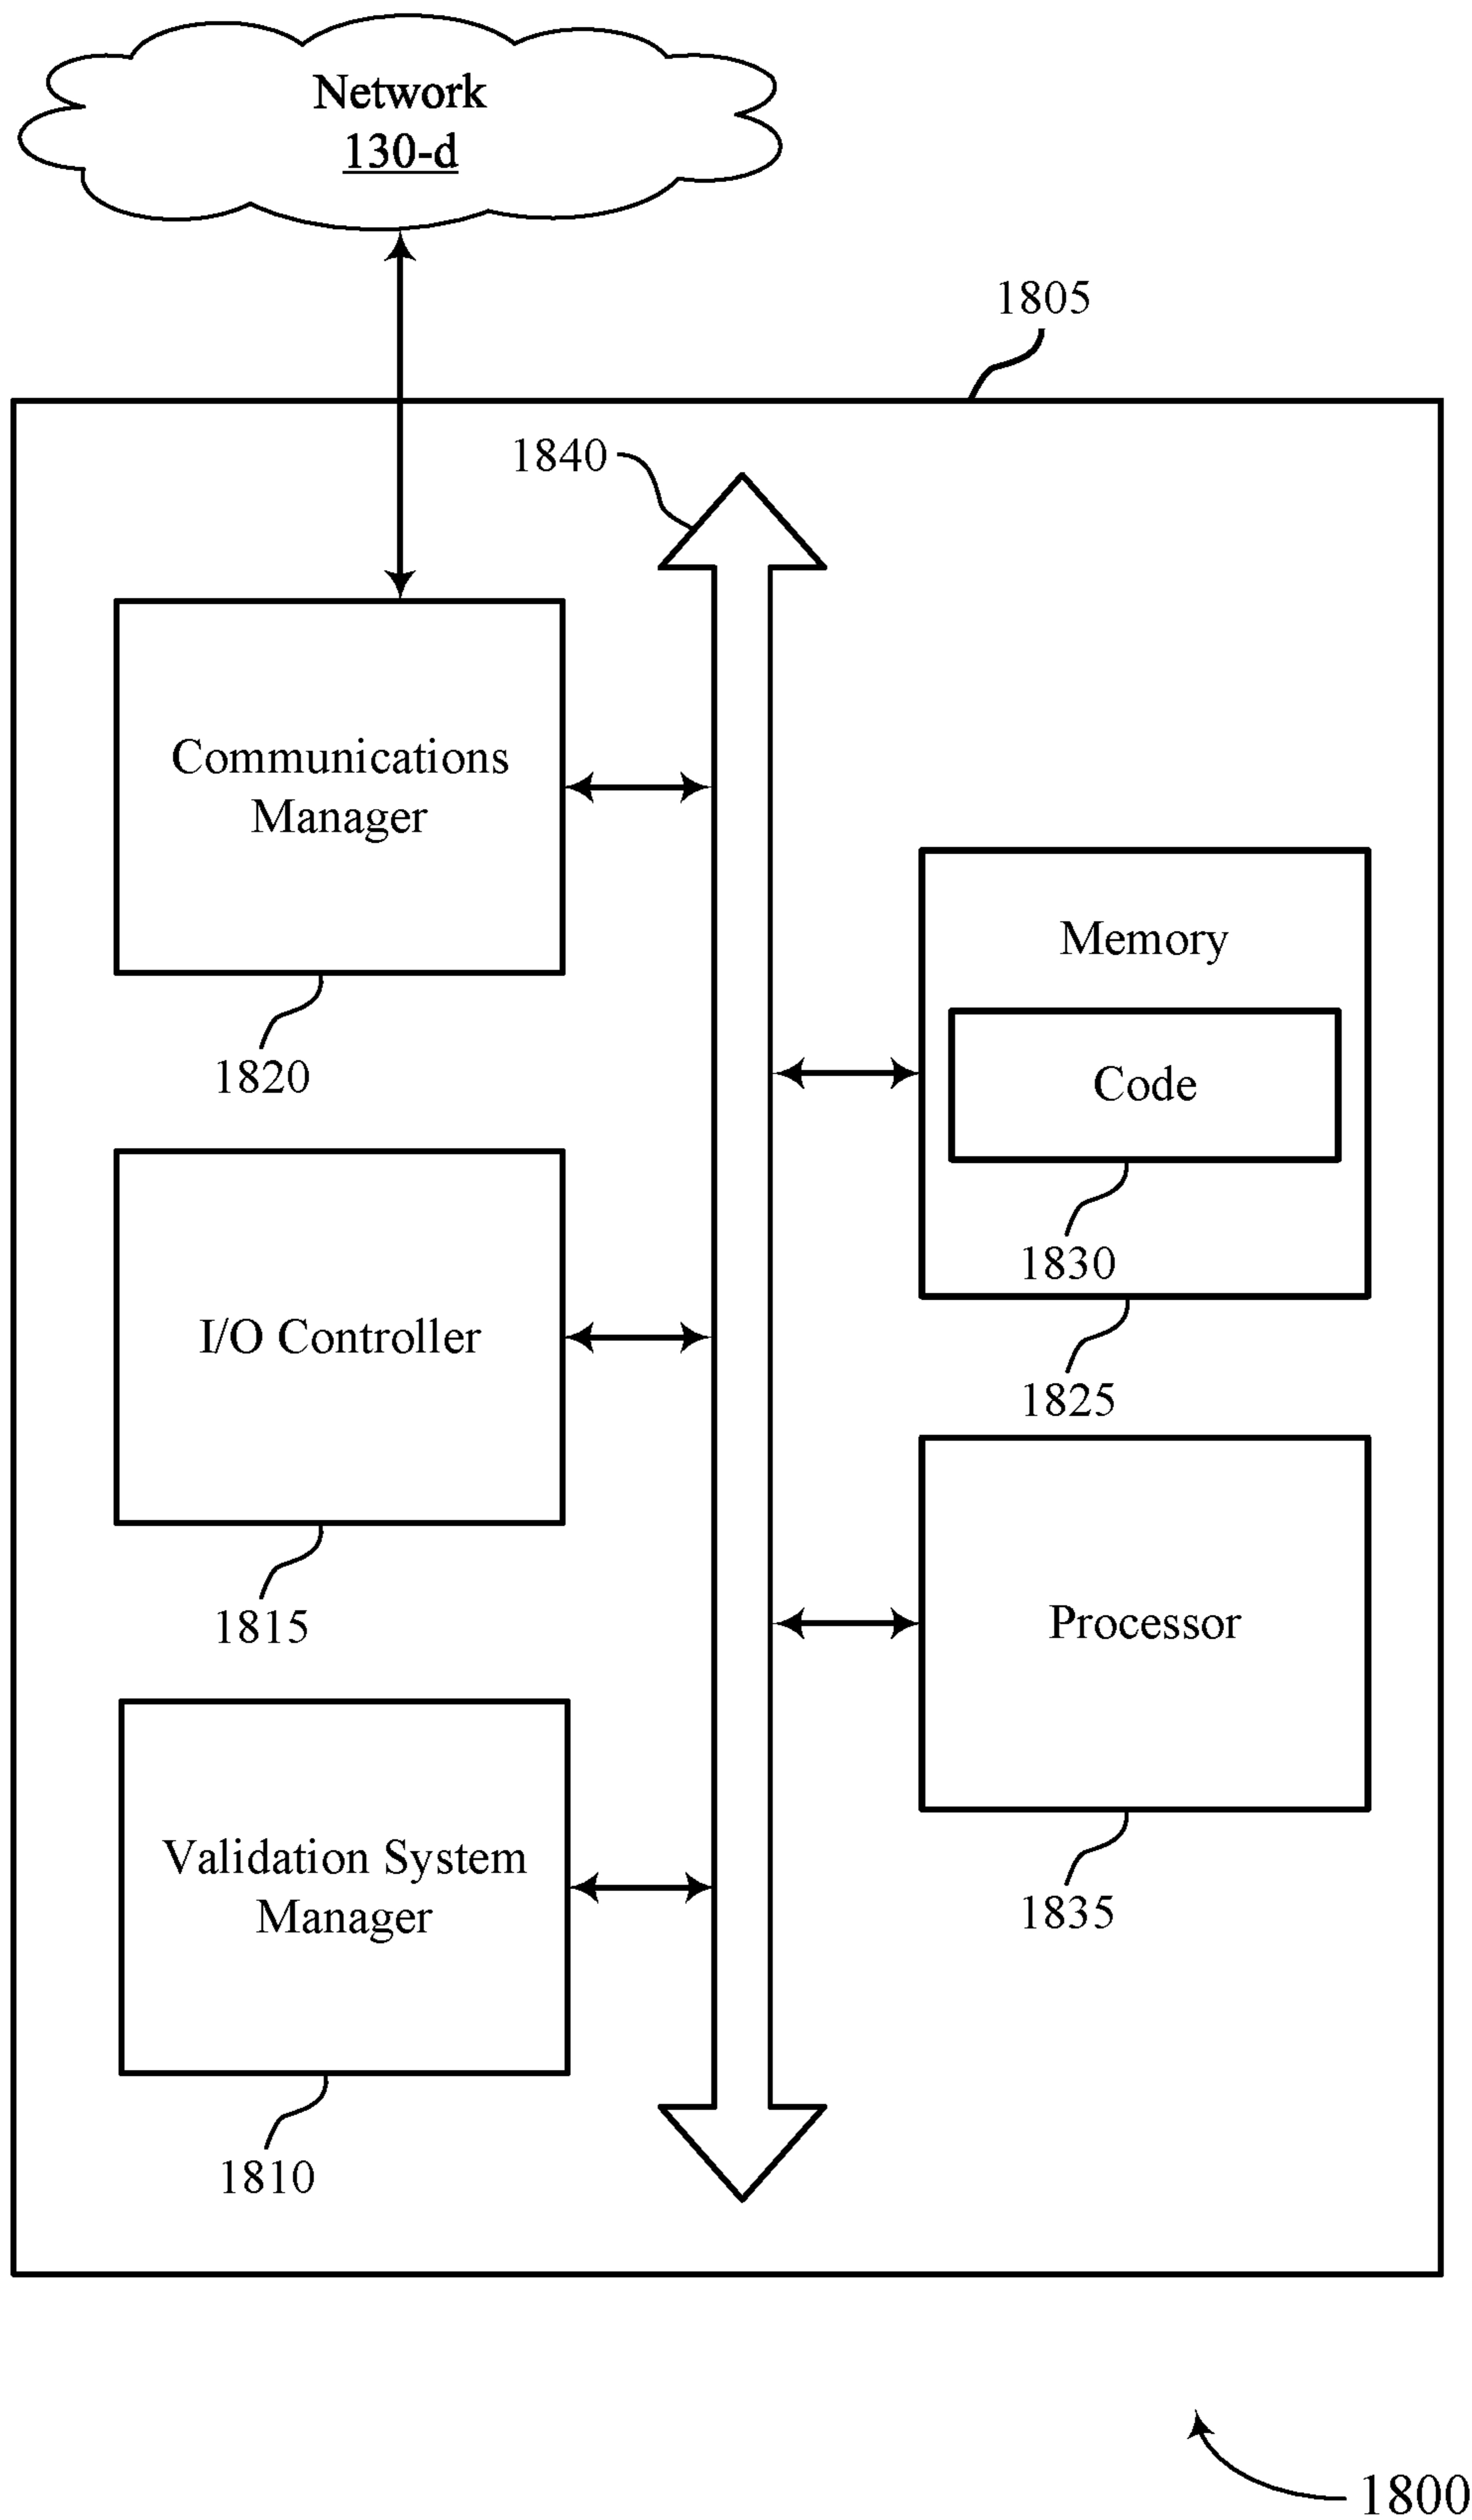 Network
130-d
1805
1840
Communications
Manager
1820
Memory
Code
1830
1825
I/O Controller
1815
Processor
1835
Validation System
Manager
1810
1800